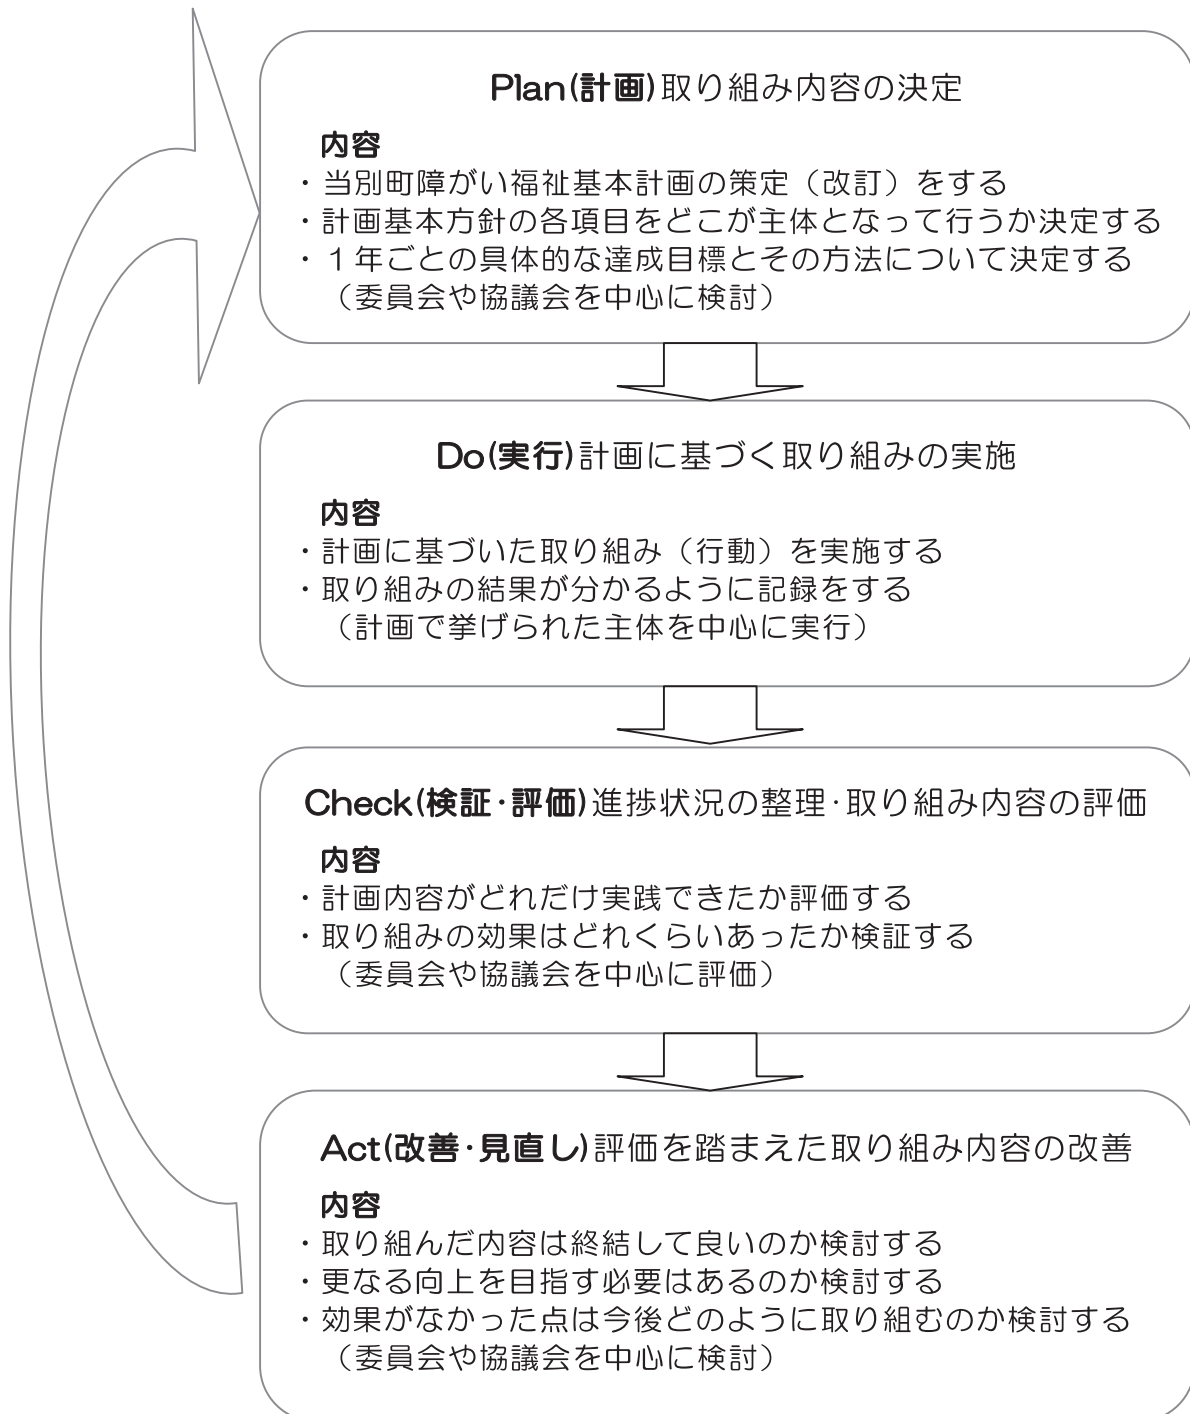 Plan(計画)取り組み内容の決定
内容
・当別町障がい福祉基本計画の策定（改訂）をする
・計画基本方針の各項目をどこが主体となって行うか決定する
・１年ごとの具体的な達成目標とその方法について決定する
（委員会や協議会を中心に検討）
Do(実行)計画に基づく取り組みの実施
内容
・計画に基づいた取り組み（行動）を実施する
・取り組みの結果が分かるように記録をする
（計画で挙げられた主体を中心に実行）
Check(検証・評価)進捗状況の整理・取り組み内容の評価
内容
・計画内容がどれだけ実践できたか評価する
・取り組みの効果はどれくらいあったか検証する
（委員会や協議会を中心に評価）
Act(改善・見直し)評価を踏まえた取り組み内容の改善
内容
・取り組んだ内容は終結して良いのか検討する
・更なる向上を目指す必要はあるのか検討する
・効果がなかった点は今後どのように取り組むのか検討する
（委員会や協議会を中心に検討）